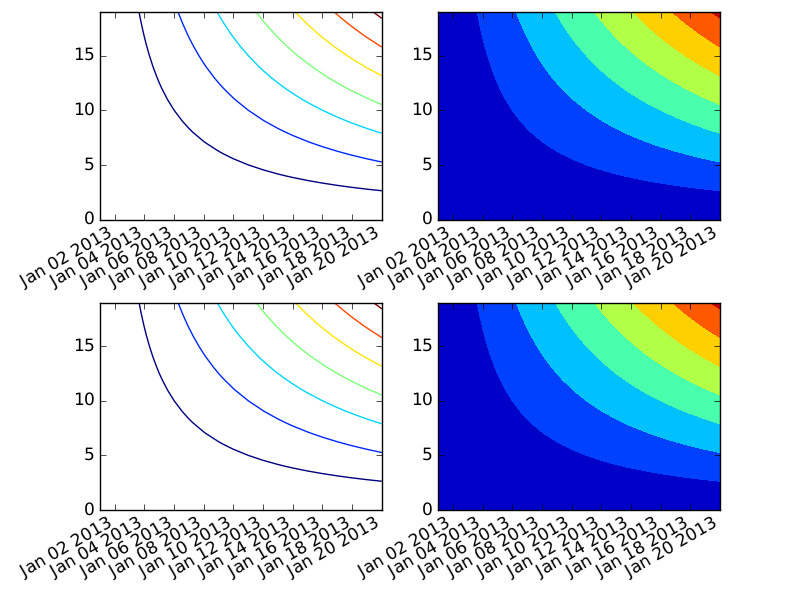 15
10
5
0
Jan 02 2013
Jan 04 2013
Jan 06 2013
Jan 08 2013
Jan 10 2013
Jan 12 2013
Jan 14 2013
Jan 16 2013
Jan 18 2013
Jan 20 2013
15
10
5
0
Jan 02 2013
Jan 04 2013
Jan 06 2013
Jan 08 2013
Jan 10 2013
Jan 12 2013
Jan 14 2013
Jan 16 2013
Jan 18 2013
Jan 20 2013
15
10
5
0
Jan 02 2013
Jan 04 2013
Jan 06 2013
Jan 08 2013
Jan 10 2013
Jan 12 2013
Jan 14 2013
Jan 16 2013
Jan 18 2013
Jan 20 2013
15
10
5
0
Jan 02 2013
Jan 04 2013
Jan 06 2013
Jan 08 2013
Jan 10 2013
Jan 12 2013
Jan 14 2013
Jan 16 2013
Jan 18 2013
Jan 20 2013